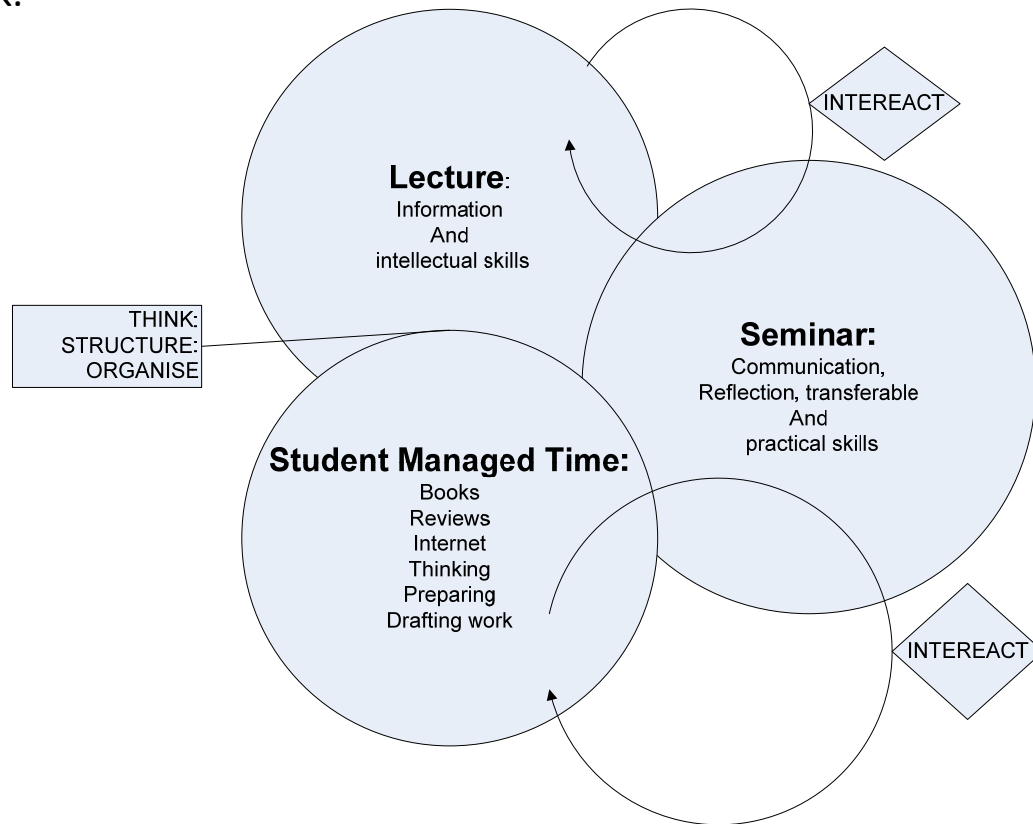 INTEREACT
Lecture:
Information
And
intellectual skills
THINK:
STRUCTURE:
ORGANISE
Seminar:
Communication,
Reflection, transferable
And
practical skills
Student Managed Time:
Books
Reviews
Internet
Thinking
Preparing
Drafting work
INTEREACT